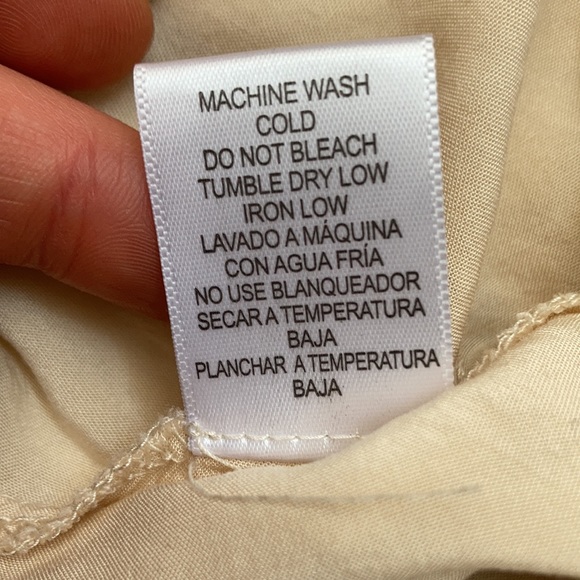 MACHINE WASH
COLD
DO NOT BLEACH
TUMBLE DRY LOW
IRON LOW
LAVADO A MÁQUINA
CON AGUA FRÍA
NO USE BLANQUEADOR
SECAR A TEMPERATURA
BAJA
PLANCHAR A TEMPERATURA
BAJA